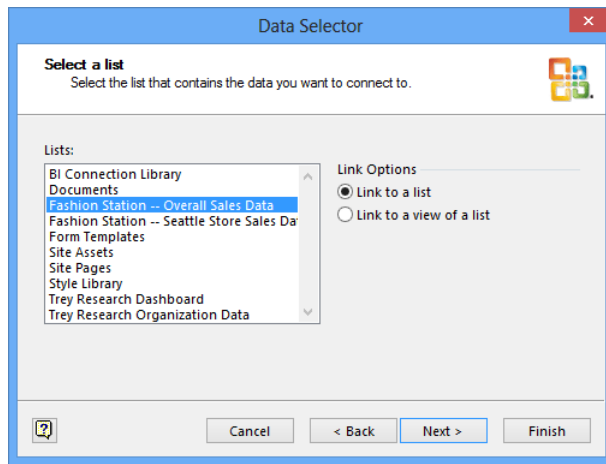 Data Selector
Select a list
Select the list that contains the data you want to connect to.
Lists:
BI Connection Library
Documents
Fashion Station -- Overall Sales Data
Fashion Station -- Seattle Store Sales Da
Form Templates
Site Assets
Site Pages
Style Library
Trey Research Dashboard
Trey Research Organization Data
Link Options
Link to a list
Link to a view of a list
Cancel
< Back
Next >
Finish